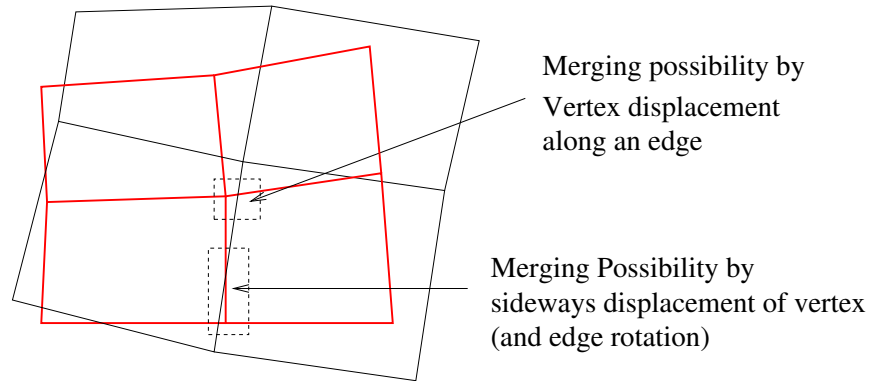 Merging possibility by
Vertex displacement
along an edge
Merging Possibility by
sideways displacement of vertex
(and edge rotation)